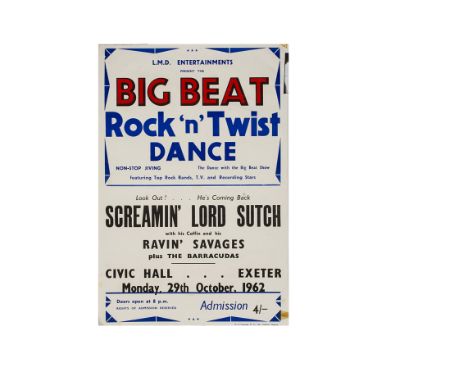 L.M.D. ENTERTAINMENTS
PRESENT THE
BIG BEAT
Rock 'n' Twist
DANCE
NON-STOP JIVING The Dance with the Big Beat Show
featuring Top Rock Bands, T.V. and Recording Stars
Look Out! . . . He's Coming Back
SCREAMIN' LORD SUTCH
with his Coffin and his
RAVIN' SAVAGES
plus THE BARRACUDAS
CIVIC HALL . . . EXETER
Monday, 29th October, 1962
Doors open at 8 p.m.
RIGHTS OF ADMISSION RESERVED
Admission 4/-